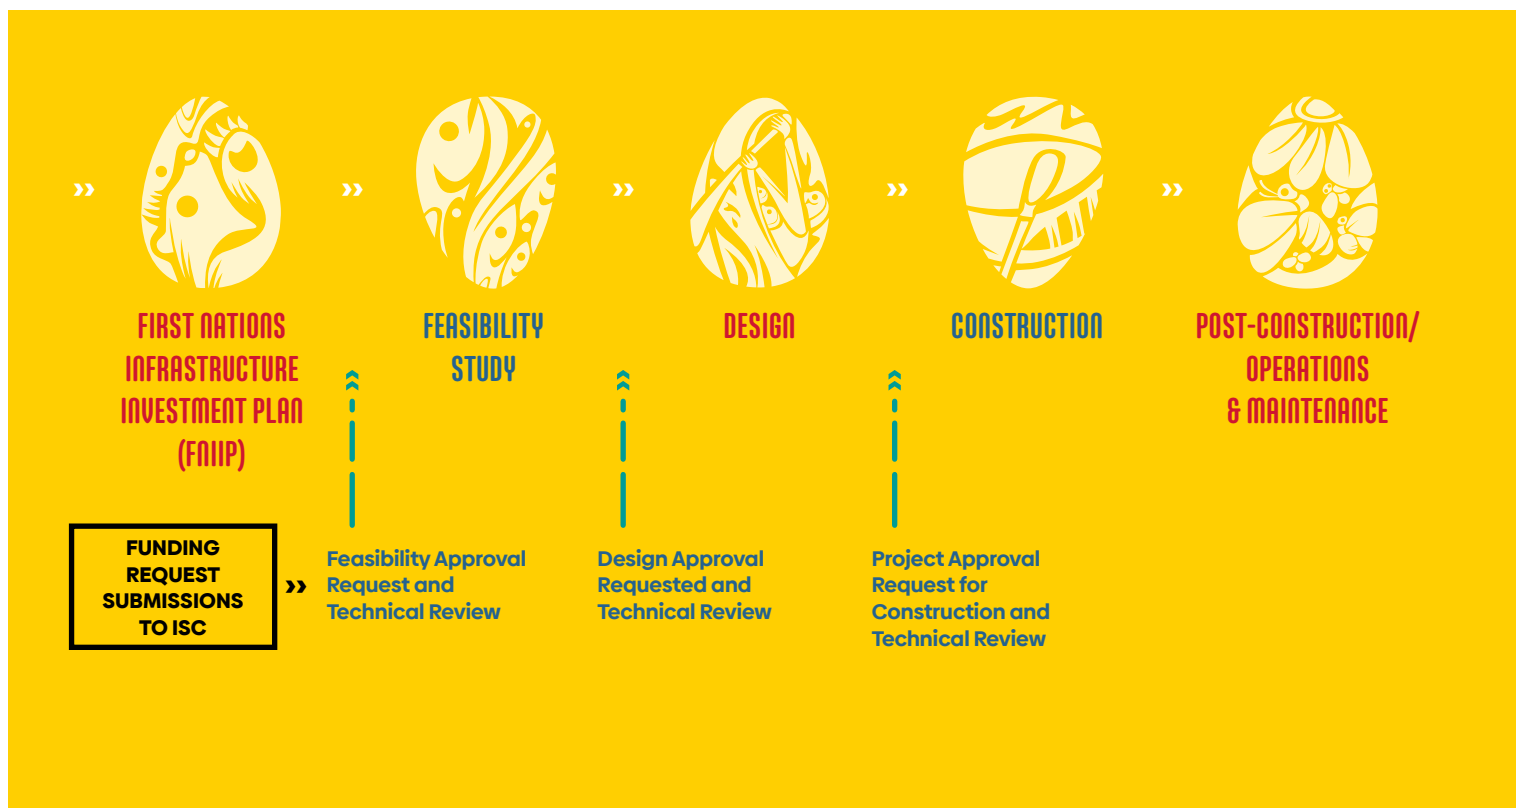 »
»
»
»
»
FIRST NATIONS
INFRASTRUCTURE
INVESTMENT PLAN
(FNIIP)
FEASIBILITY
STUDY
DESIGN
CONSTRUCTION
POST-CONSTRUCTION/
OPERATIONS
& MAINTENANCE
FUNDING
REQUEST
SUBMISSIONS
TO ISC
»
Feasibility Approval
Request and
Technical Review
Design Approval
Requested and
Technical Review
Project Approval
Request for
Construction and
Technical Review